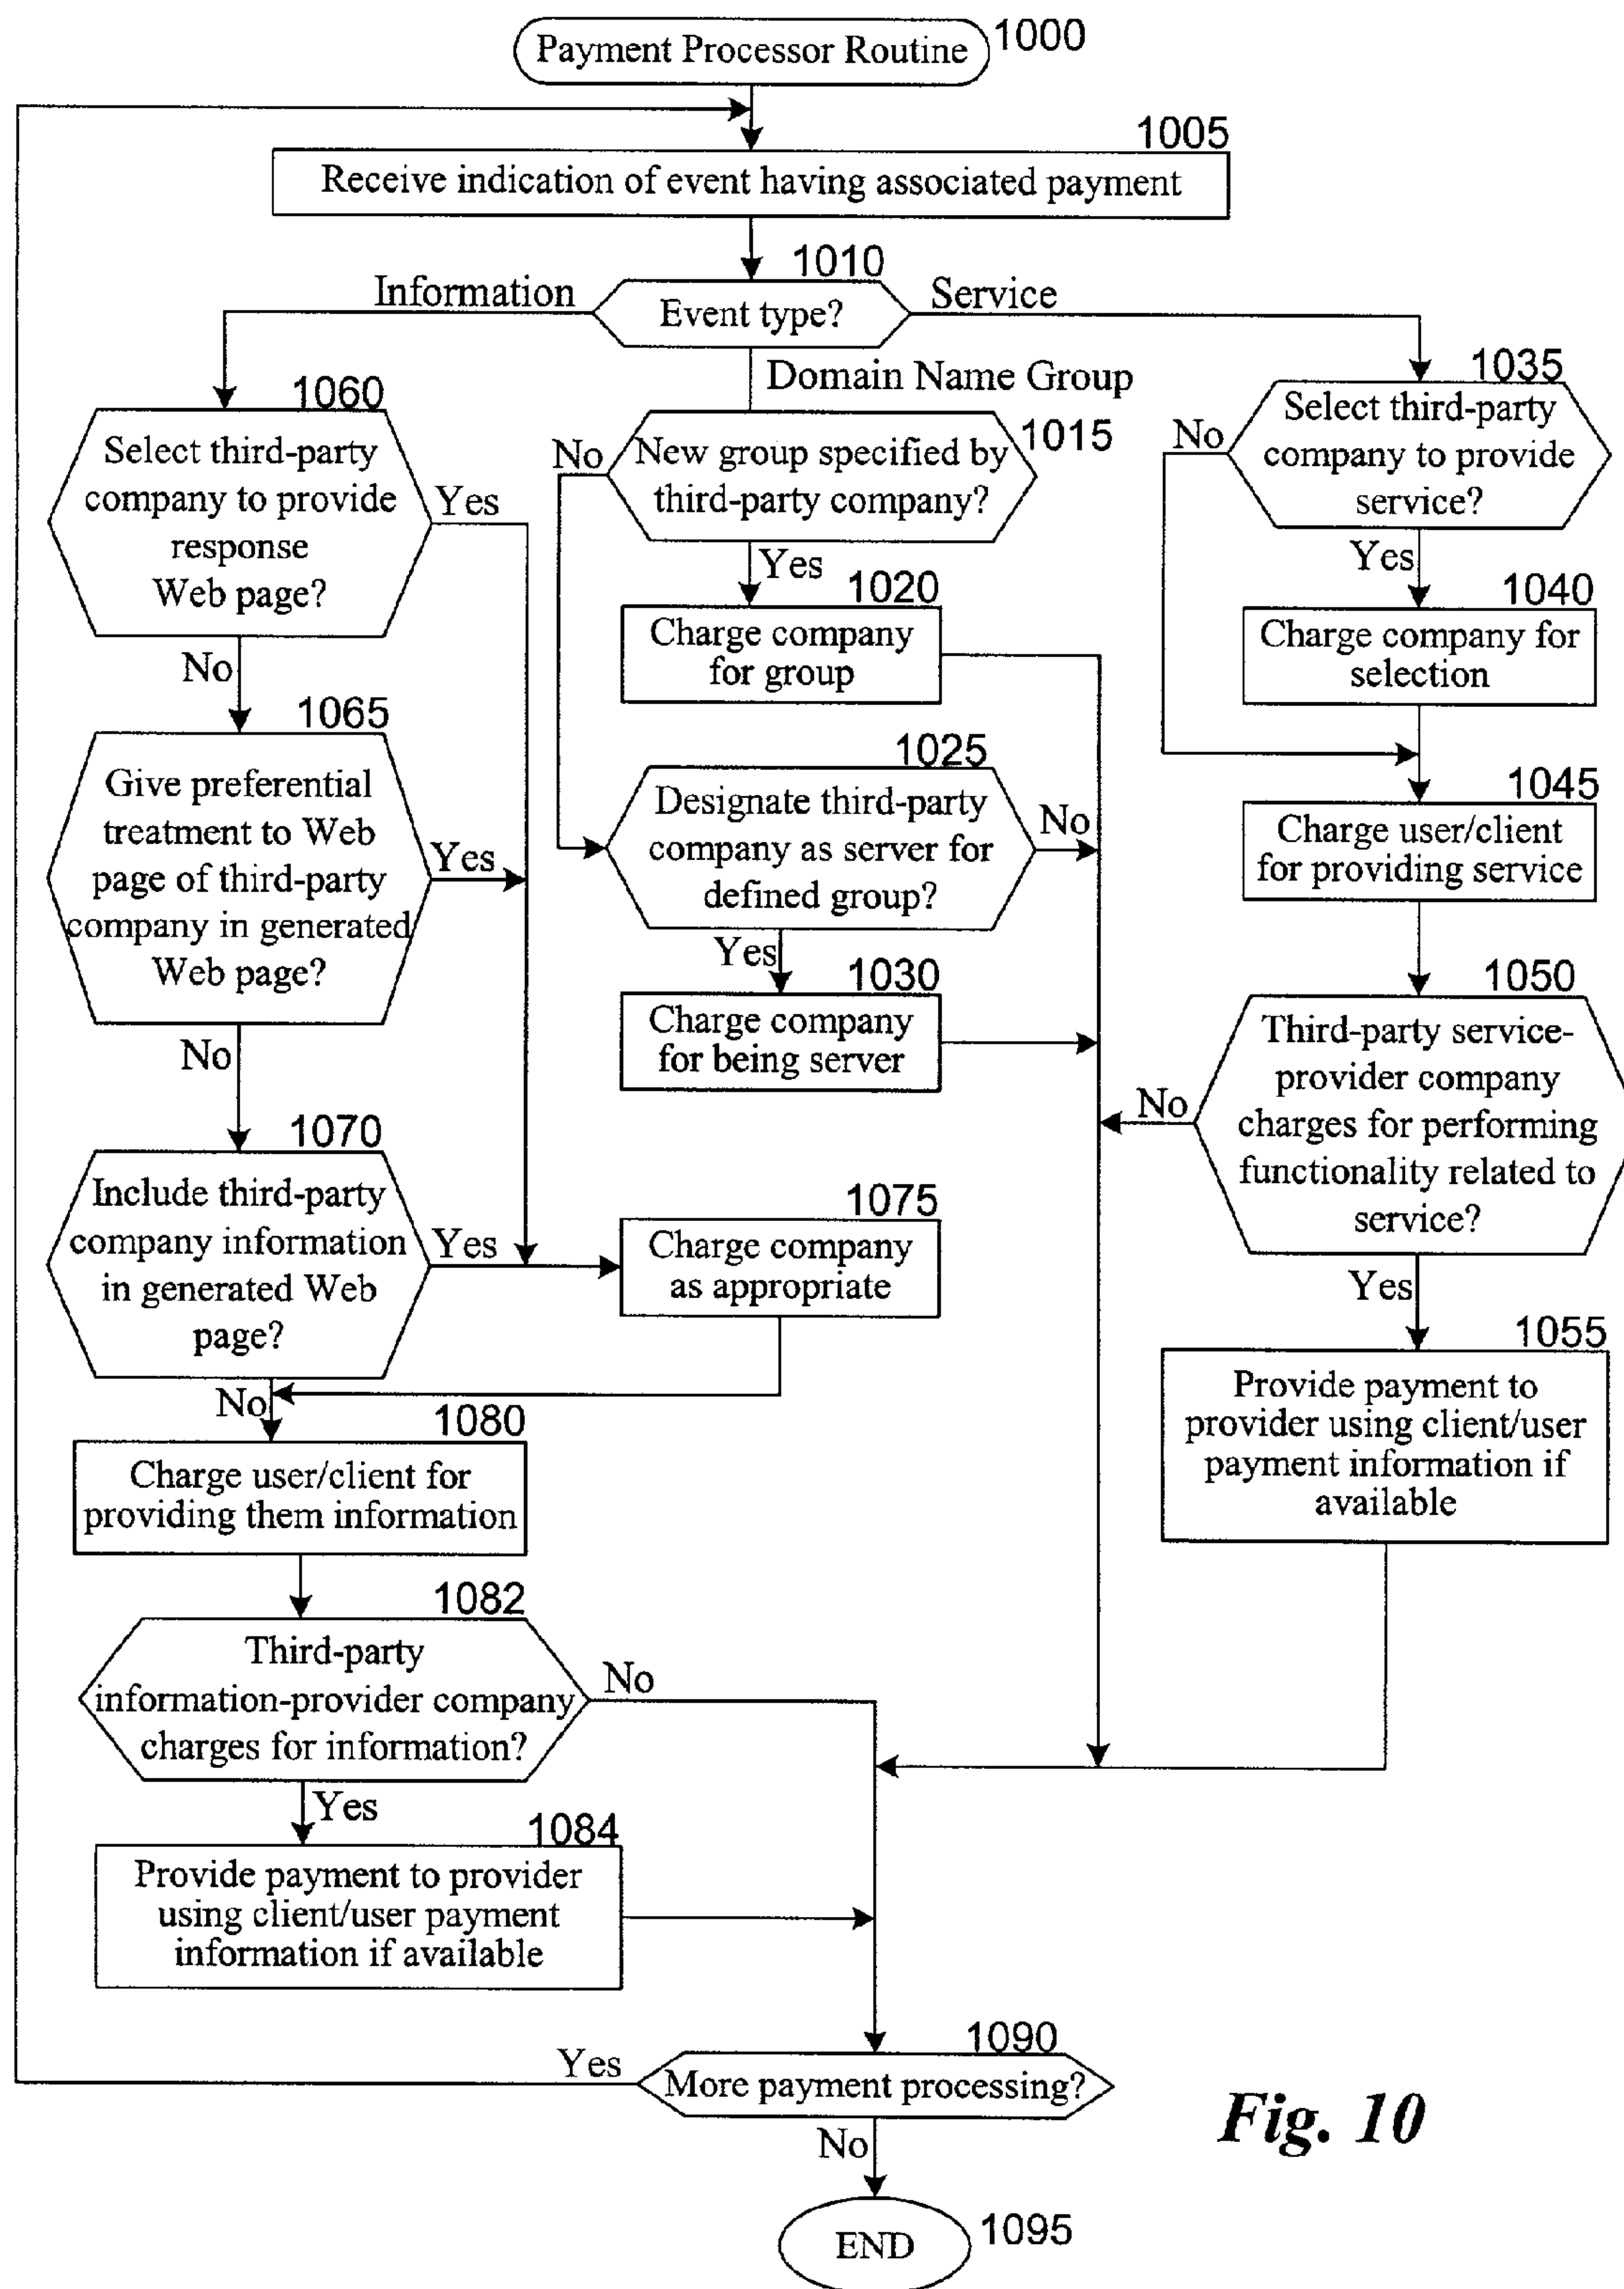 Payment Processor Routine
1000
1005
Receive indication of event having associated payment
1010
Information
Event type?
Service
Domain Name Group
1060
Select third-party
company to provide
response
Web page?
Yes
No
1015
No
New group specified by
third-party company?
Yes
1020
Charge company
for group
1035
Select third-party
company to provide
service?
No
Yes
1040
Charge company for
selection
1065
Give preferential
treatment to Web
page of third-party
company in generated
Web page?
Yes
No
1025
Designate third-party
company as server for
defined group?
No
Yes
1030
Charge company
for being server
1045
Charge user/client
for providing service
1050
Third-party service-
provider company
charges for performing
functionality related to
service?
No
Yes
1070
Include third-party
company information
in generated Web
page?
Yes
No
1075
Charge company
as appropriate
1055
Provide payment to
provider using client/user
payment information if
available
1080
Charge user/client for
providing them information
1082
Third-party
information-provider company
charges for information?
No
Yes
1084
Provide payment to provider
using client/user payment
information if available
1090
Yes
More payment processing?
No
END
1095
Fig. 10